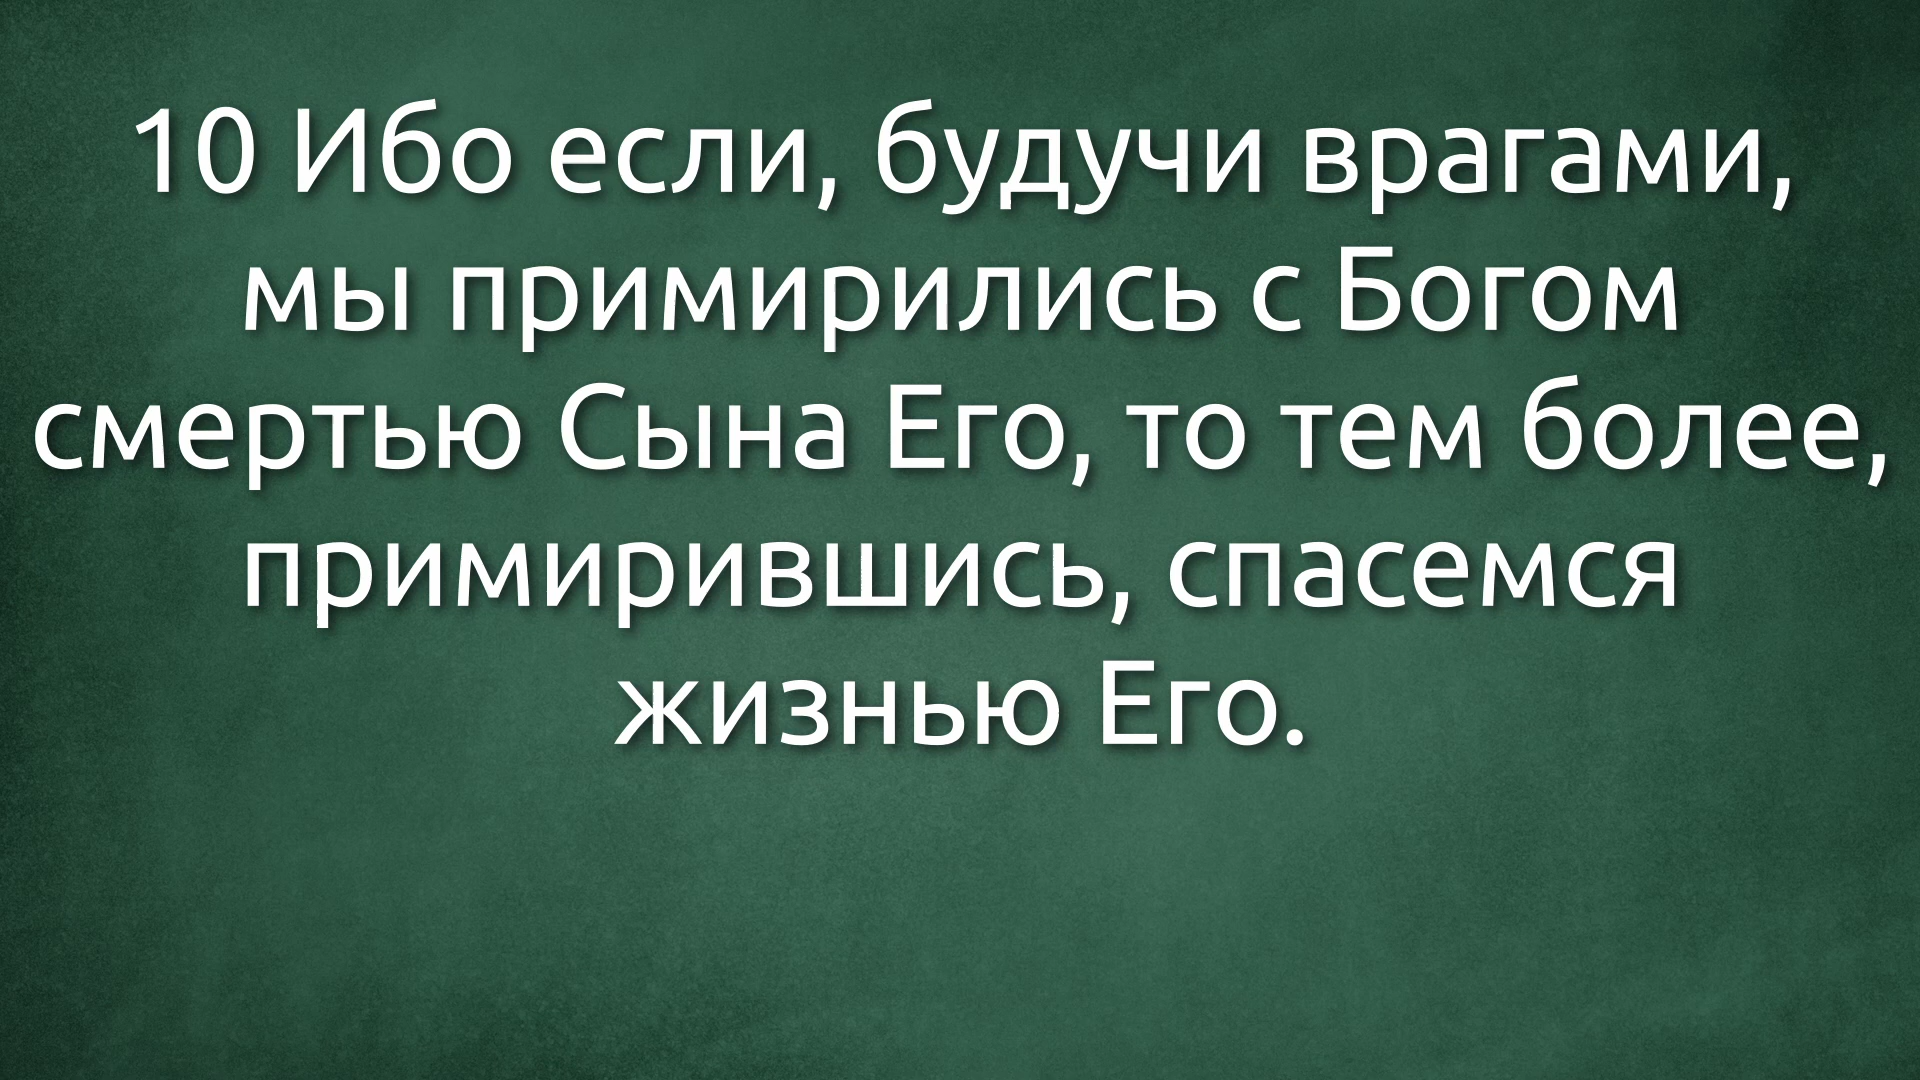 10 Ибо если, будучи врагами,
мы примирились с Богом
смертью Сына Его, то тем более,
примирившись, спасемся
жизнью Его.